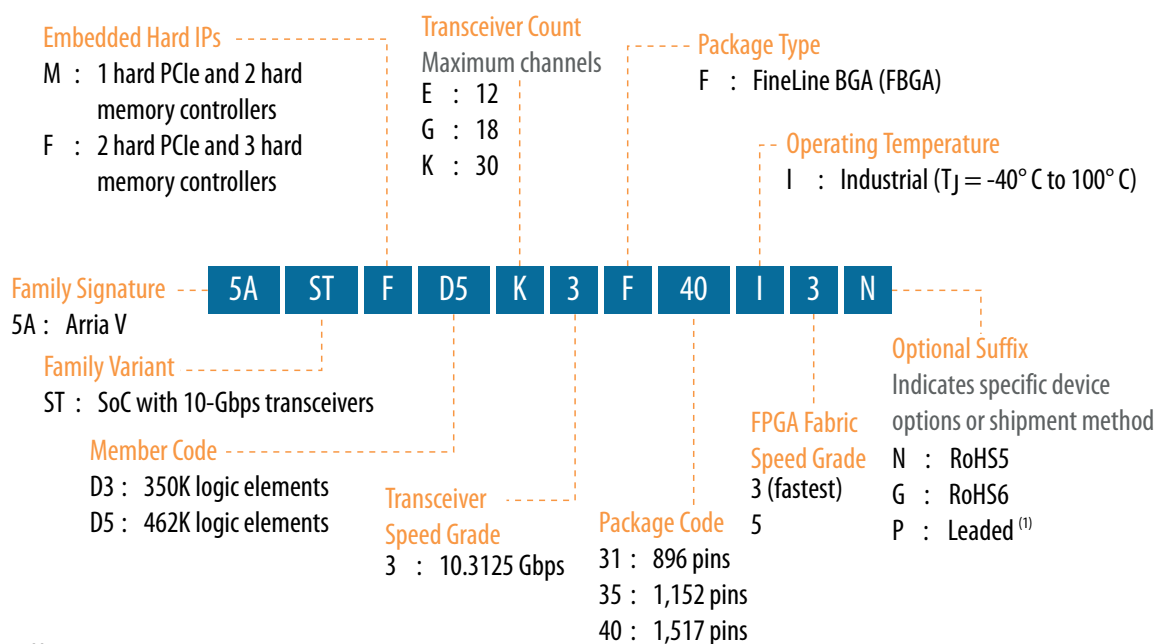 Embedded Hard IPs
M : 1 hard PCIe and 2 hard
memory controllers
F : 2 hard PCIe and 3 hard
memory controllers
Transceiver Count
Maximum channels
E : 12
G : 18
K : 30
Package Type
F : FineLine BGA (FBGA)
Operating Temperature
I : Industrial (TJ = -40° C to 100° C)
Family Signature
5A : Arria V
5A ST F D5 K 3 F 40 I 3 N
Family Variant
ST : SoC with 10-Gbps transceivers
Member Code
D3 : 350K logic elements
D5 : 462K logic elements
Transceiver
Speed Grade
3 : 10.3125 Gbps
Package Code
31 : 896 pins
35 : 1,152 pins
40 : 1,517 pins
FPGA Fabric
Speed Grade
3 (fastest)
5
Optional Suffix
Indicates specific device
options or shipment method
N : RoHS5
G : RoHS6
P : Leaded (1)